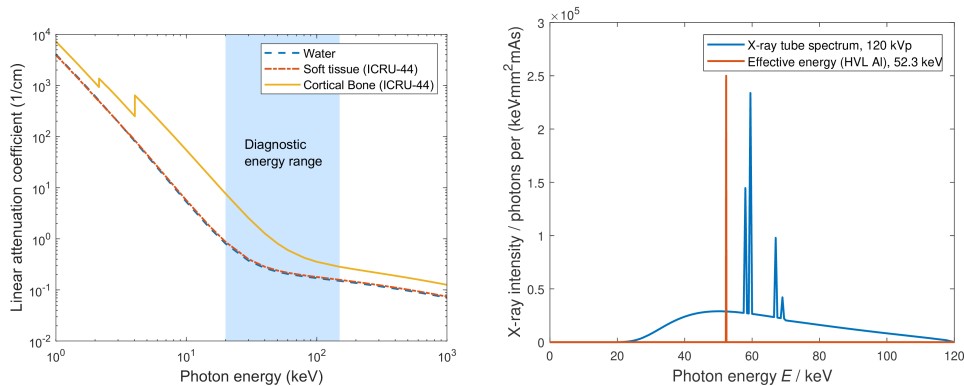 10^4
10^3
10^2
10^1
10^0
10^-1
10^-2
Linear attenuation coefficient (1/cm)
Water
Soft tissue (ICRU-44)
Cortical Bone (ICRU-44)
Diagnostic
energy range
10^0
10^1
10^2
10^3
Photon energy (keV)
×10^5
3
2.5
2
1.5
1
0.5
0
X-ray intensity / photons per (keV·mm²mAs)
X-ray tube spectrum, 120 kVp
Effective energy (HVL Al), 52.3 keV
0
20
40
60
80
100
120
Photon energy E / keV